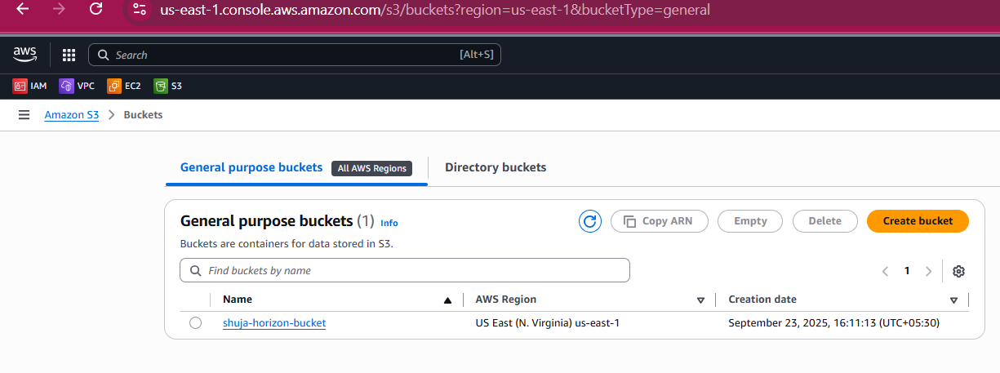 us-east-1.console.aws.amazon.com/s3/buckets?region=us-east-1&bucketType=general
aws Search [Alt+S]
IAM VPC EC2 S3
Amazon S3 Buckets
General purpose buckets All AWS Regions Directory buckets
General purpose buckets (1) Info Copy ARN Empty Delete Create bucket
Buckets are containers for data stored in S3.
Find buckets by name 1
Name AWS Region Creation date
shuja-horizon-bucket US East (N. Virginia) us-east-1 September 23, 2025, 16:11:13 (UTC+05:30)